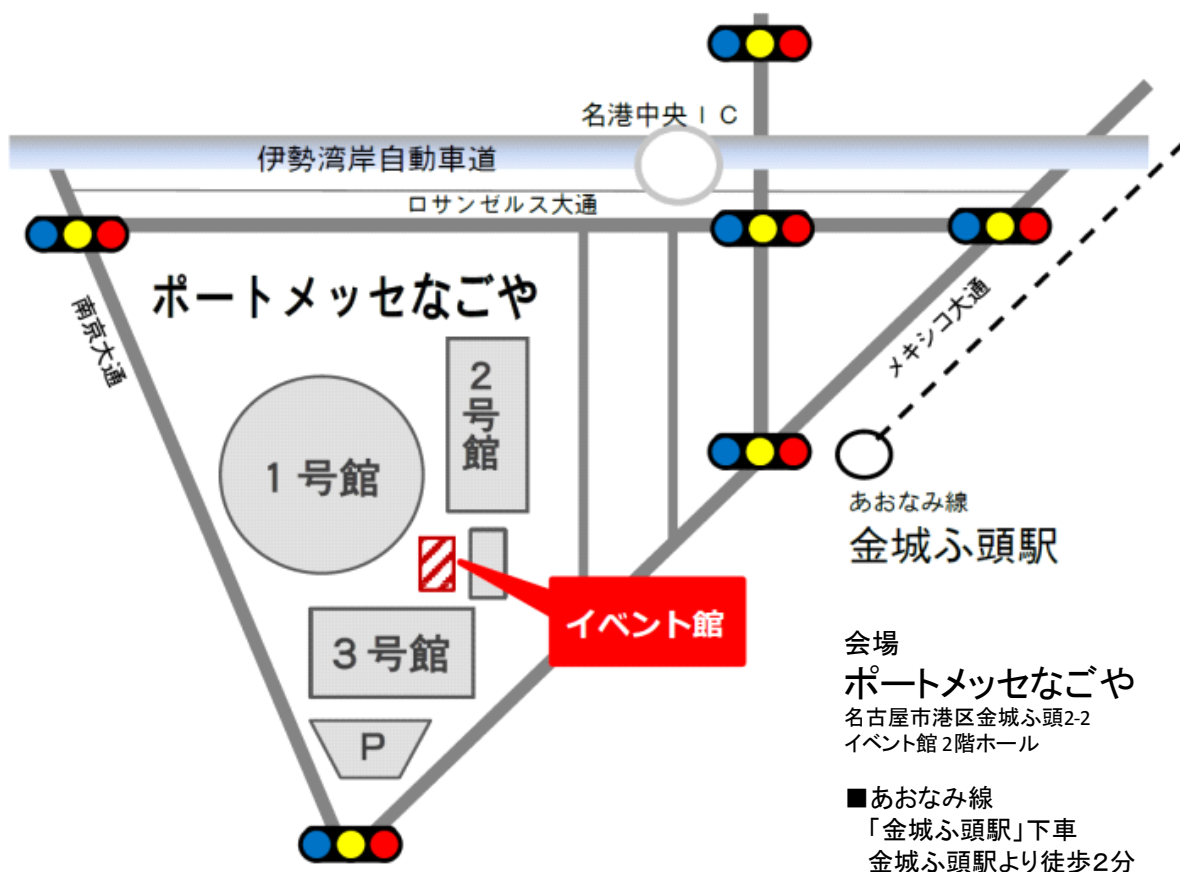 名港中央ＩＣ
伊勢湾岸自動車道
ロサンゼルス大通
ポートメッセなごや
南京大通
メキシコ大通
２号館
１号館
あおなみ線
金城ふ頭駅
イベント館
３号館
P
会場
ポートメッセなごや
名古屋市港区金城ふ頭2-2
イベント館2階ホール
■あおなみ線
「金城ふ頭駅」下車
金城ふ頭駅より徒歩２分